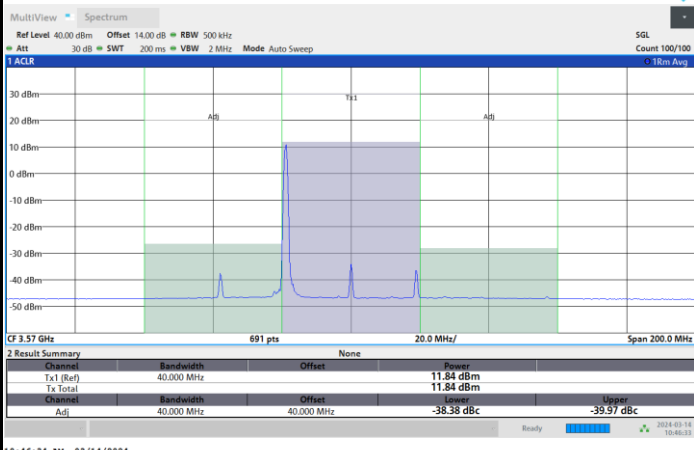 MultiView Spectrum
Ref Level 40.00 dBm Offset 14.00 dB RBW 500 kHz SGL
Att 30 dB SWT 200 ms VBW 2 MHz Mode Auto Sweep Count 100/100
1 ACLR 1Rm Avg
30 dBm
Tx1
20 dBm
Adj Adj
10 dBm
0 dBm
-10 dBm
-20 dBm
-30 dBm
-40 dBm
-50 dBm
CF 3.57 GHz 691 pts 20.0 MHz/ Span 200.0 MHz
2 Result Summary None
Channel Bandwidth Offset Power
Tx1 (Ref) 40.000 MHz 11.84 dBm
Tx Total 11.84 dBm
Channel Bandwidth Offset Lower Upper
Adj 40.000 MHz 40.000 MHz -38.38 dBc -39.97 dBc
Ready 2024-03-14
10:46:33